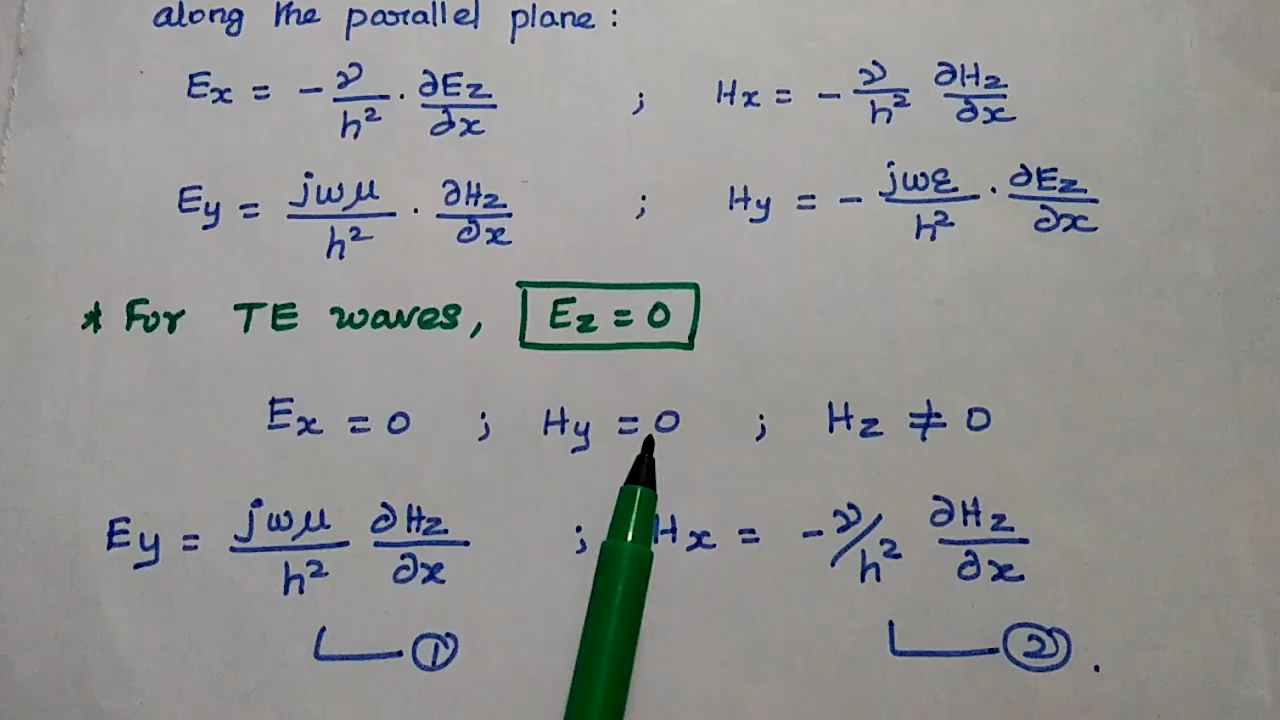 along the parallel plane :
Ex = - ν/h² . ∂Ez/∂x ; Hx = - ν/h² ∂Hz/∂x
Ey = jωμ/h² . ∂Hz/∂x ; Hy = - jωε/h² . ∂Ez/∂x
* For TE waves, Ez = 0
Ex = 0 ; Hy = 0 ; Hz ≠ 0
Ey = jωμ/h² ∂Hz/∂x ; Hx = -ν/h² ∂Hz/∂x
① ② .